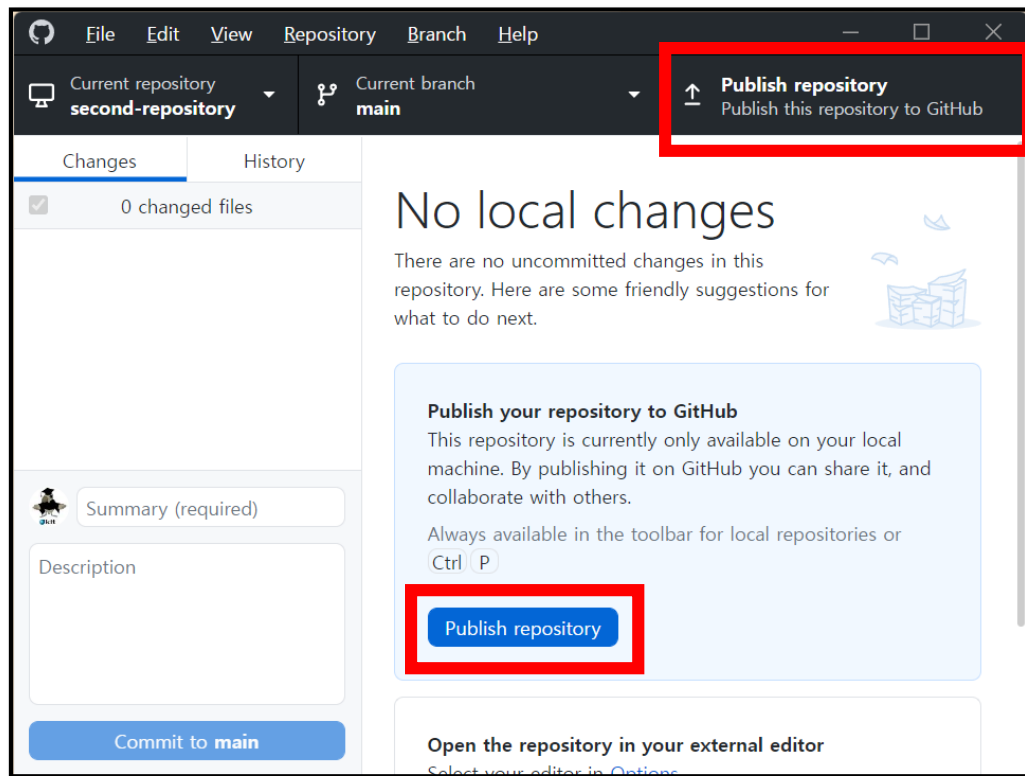 File Edit View Repository Branch Help
Current repository
second-repository
Current branch
main
Publish repository
Publish this repository to GitHub
Changes History
0 changed files
No local changes
There are no uncommitted changes in this
repository. Here are some friendly suggestions for
what to do next.
Publish your repository to GitHub
This repository is currently only available on your local
machine. By publishing it on GitHub you can share it, and
collaborate with others.
Always available in the toolbar for local repositories or
Ctrl P
Publish repository
Summary (required)
Description
Commit to main
Open the repository in your external editor
Select your editor in Options